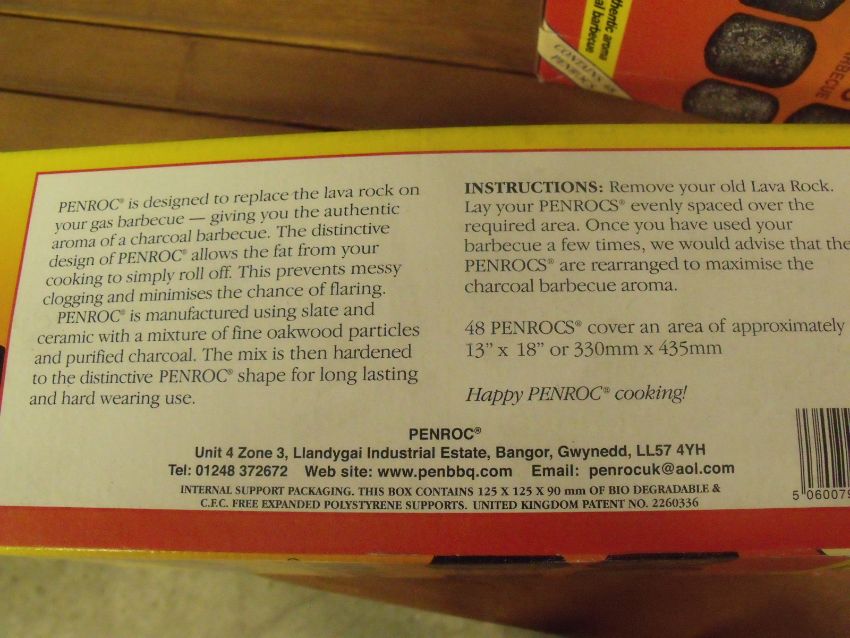 thentic aroma
al barbecue
CONTAINS 48
PENROCS
BARBECUE
PENROC® is designed to replace the lava rock on
your gas barbecue — giving you the authentic
aroma of a charcoal barbecue. The distinctive
design of PENROC® allows the fat from your
cooking to simply roll off. This prevents messy
clogging and minimises the chance of flaring.
PENROC® is manufactured using slate and
ceramic with a mixture of fine oakwood particles
and purified charcoal. The mix is then hardened
to the distinctive PENROC® shape for long lasting
and hard wearing use.
INSTRUCTIONS: Remove your old Lava Rock.
Lay your PENROCS® evenly spaced over the
required area. Once you have used your
barbecue a few times, we would advise that the
PENROCS® are rearranged to maximise the
charcoal barbecue aroma.
48 PENROCS® cover an area of approximately
13" x 18" or 330mm x 435mm
Happy PENROC® cooking!
PENROC®
Unit 4 Zone 3, Llandygai Industrial Estate, Bangor, Gwynedd, LL57 4YH
Tel: 01248 372672 Web site: www.penbbq.com Email: penrocuk@aol.com
INTERNAL SUPPORT PACKAGING. THIS BOX CONTAINS 125 X 125 X 90 mm OF BIO DEGRADABLE &
C.F.C. FREE EXPANDED POLYSTYRENE SUPPORTS. UNITED KINGDOM PATENT NO. 2260336
5 060079